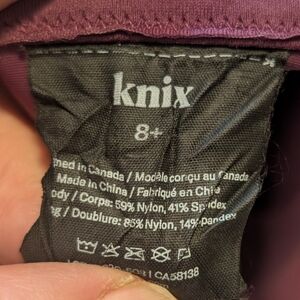 knix
8+
ned in Canada / Modèle conçu au Canada
Made in China / Fabriqué en Chine
ody / Corps: 59% Nylon, 41% Spandex
ng / Doublure: 85% Nylon, 14% Spandex
CA58138